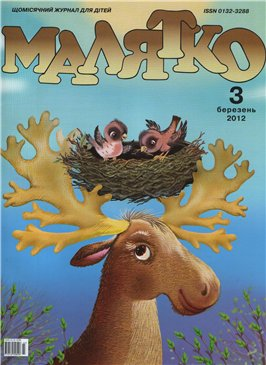 ЩОМІСЯЧНИЙ ЖУРНАЛ ДЛЯ ДІТЕЙ
ISSN 0132-3288
МАЛЯТКО
3
березень
2012